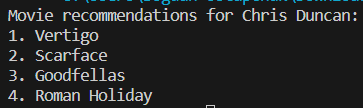 Movie recommendations for Chris Duncan:
1. Vertigo
2. Scarface
3. Goodfellas
4. Roman Holiday